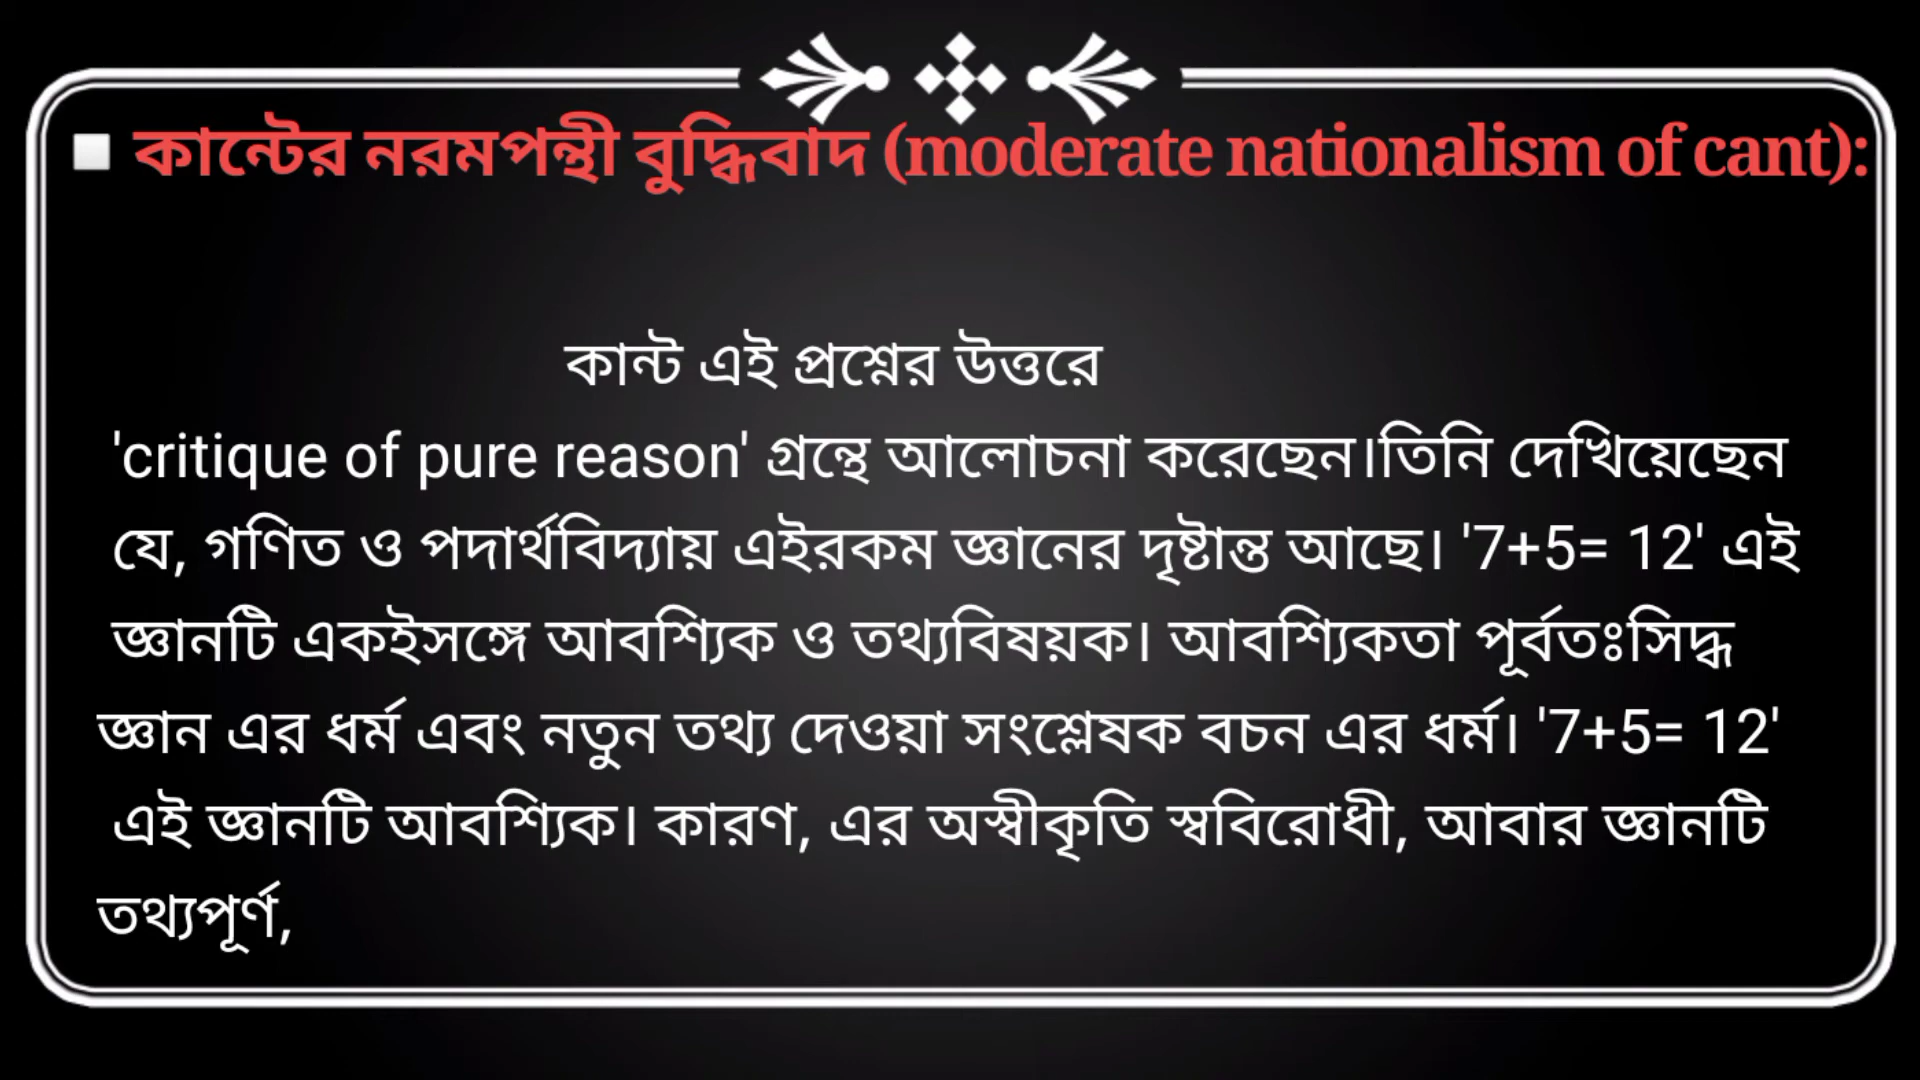 কান্টের নরমপন্থী বুদ্ধিবাদ (moderate nationalism of cant):
কান্ট এই প্রশ্নের উত্তরে
'critique of pure reason' গ্রন্থে আলোচনা করেছেন।তিনি দেখিয়েছেন
যে, গণিত ও পদার্থবিদ্যায় এইরকম জ্ঞানের দৃষ্টান্ত আছে। '7+5= 12' এই
জ্ঞানটি একইসঙ্গে আবশ্যিক ও তথ্যবিষয়ক। আবশ্যিকতা পূর্বতঃসিদ্ধ
জ্ঞান এর ধর্ম এবং নতুন তথ্য দেওয়া সংশ্লেষক বচন এর ধর্ম। '7+5= 12'
এই জ্ঞানটি আবশ্যিক। কারণ, এর অস্বীকৃতি স্ববিরোধী, আবার জ্ঞানটি
তথ্যপূর্ণ,